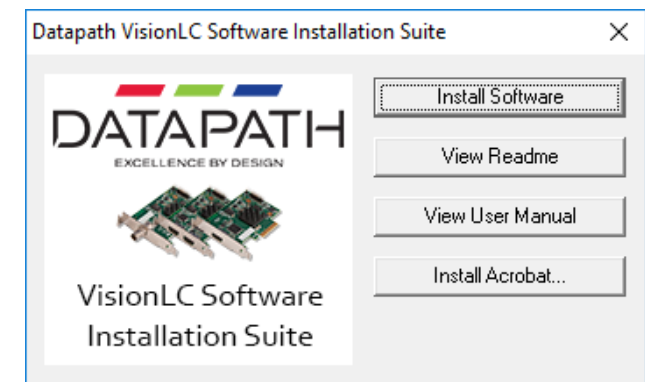 Datapath VisionLC Software Installation Suite
DATAPATH
EXCELLENCE BY DESIGN
VisionLC Software
Installation Suite
Install Software
View Readme
View User Manual
Install Acrobat...